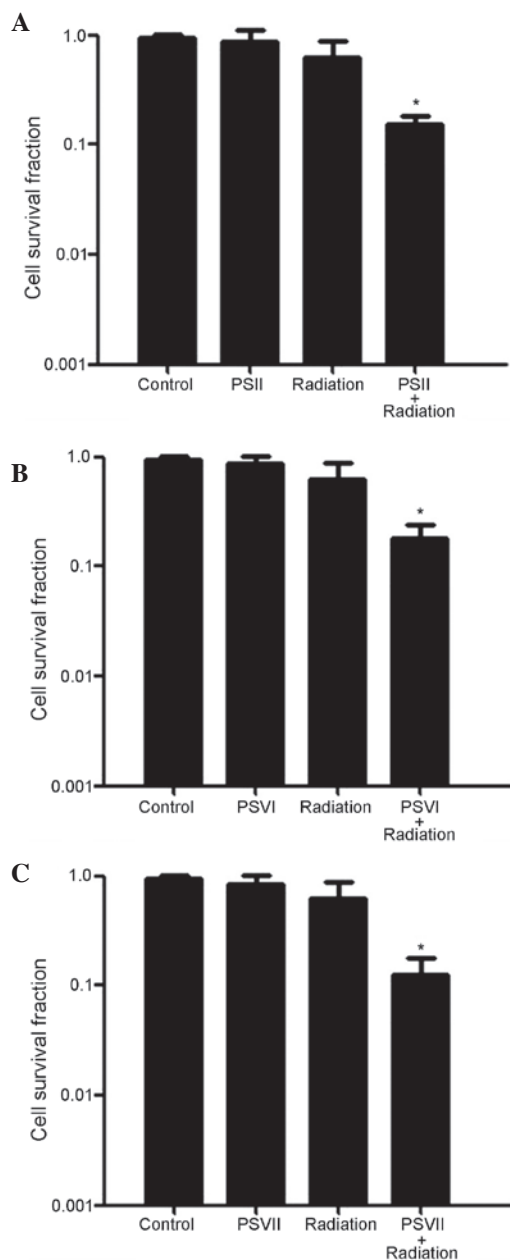 A
1.0
0.1
0.01
0.001
Cell survival fraction
*
Control PSII Radiation PSII
+
Radiation
B
1.0
0.1
0.01
0.001
Cell survival fraction
*
Control PSVI Radiation PSVI
+
Radiation
C
1.0
0.1
0.01
0.001
Cell survival fraction
*
Control PSVII Radiation PSVII
+
Radiation